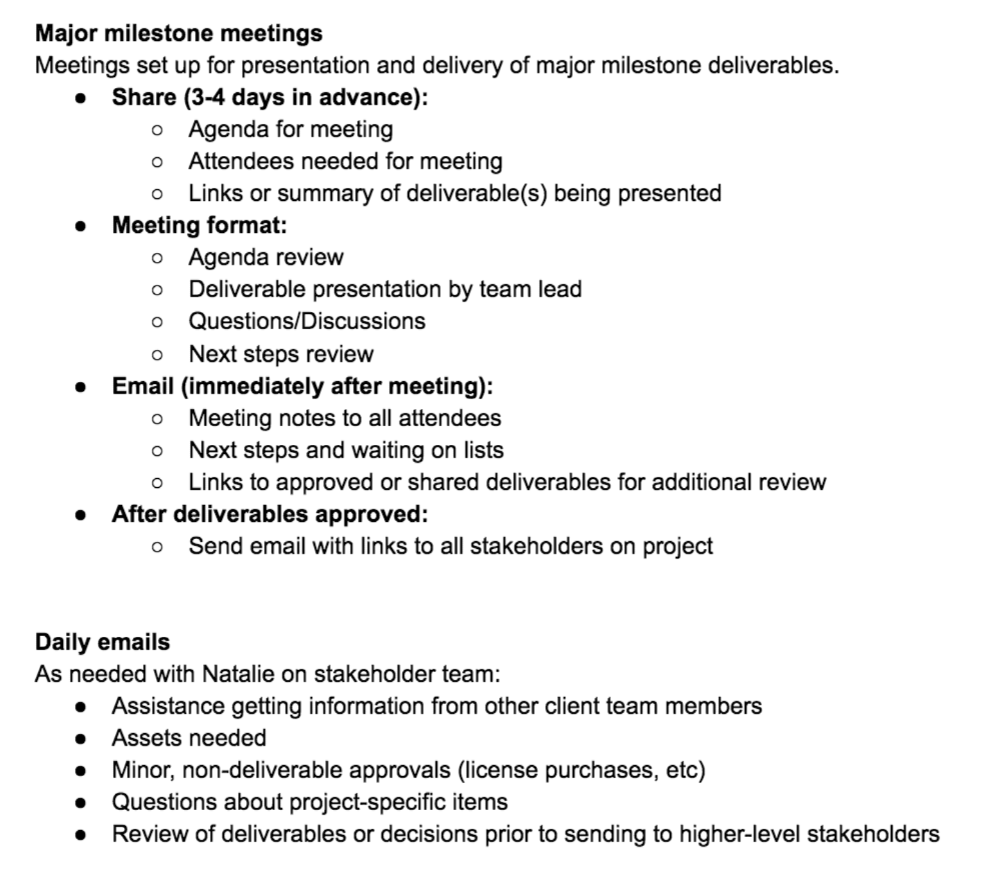 Major milestone meetings
Meetings set up for presentation and delivery of major milestone deliverables.
● Share (3-4 days in advance):
○ Agenda for meeting
○ Attendees needed for meeting
○ Links or summary of deliverable(s) being presented
● Meeting format:
○ Agenda review
○ Deliverable presentation by team lead
○ Questions/Discussions
○ Next steps review
● Email (immediately after meeting):
○ Meeting notes to all attendees
○ Next steps and waiting on lists
○ Links to approved or shared deliverables for additional review
● After deliverables approved:
○ Send email with links to all stakeholders on project
Daily emails
As needed with Natalie on stakeholder team:
● Assistance getting information from other client team members
● Assets needed
● Minor, non-deliverable approvals (license purchases, etc)
● Questions about project-specific items
● Review of deliverables or decisions prior to sending to higher-level stakeholders